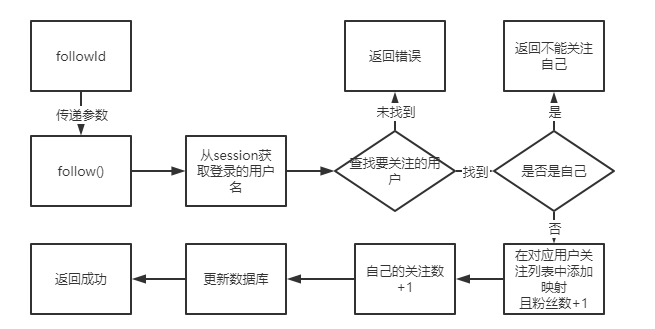 followId
返回错误
返回不能关注
自己
传递参数
未找到
是
follow()
从session获
取登录的用户
名
查找要关注的用
户
找到
是否是自己
否
返回成功
更新数据库
自己的关注数
+1
在对应用户关
注列表中添加
映射
且粉丝数+1